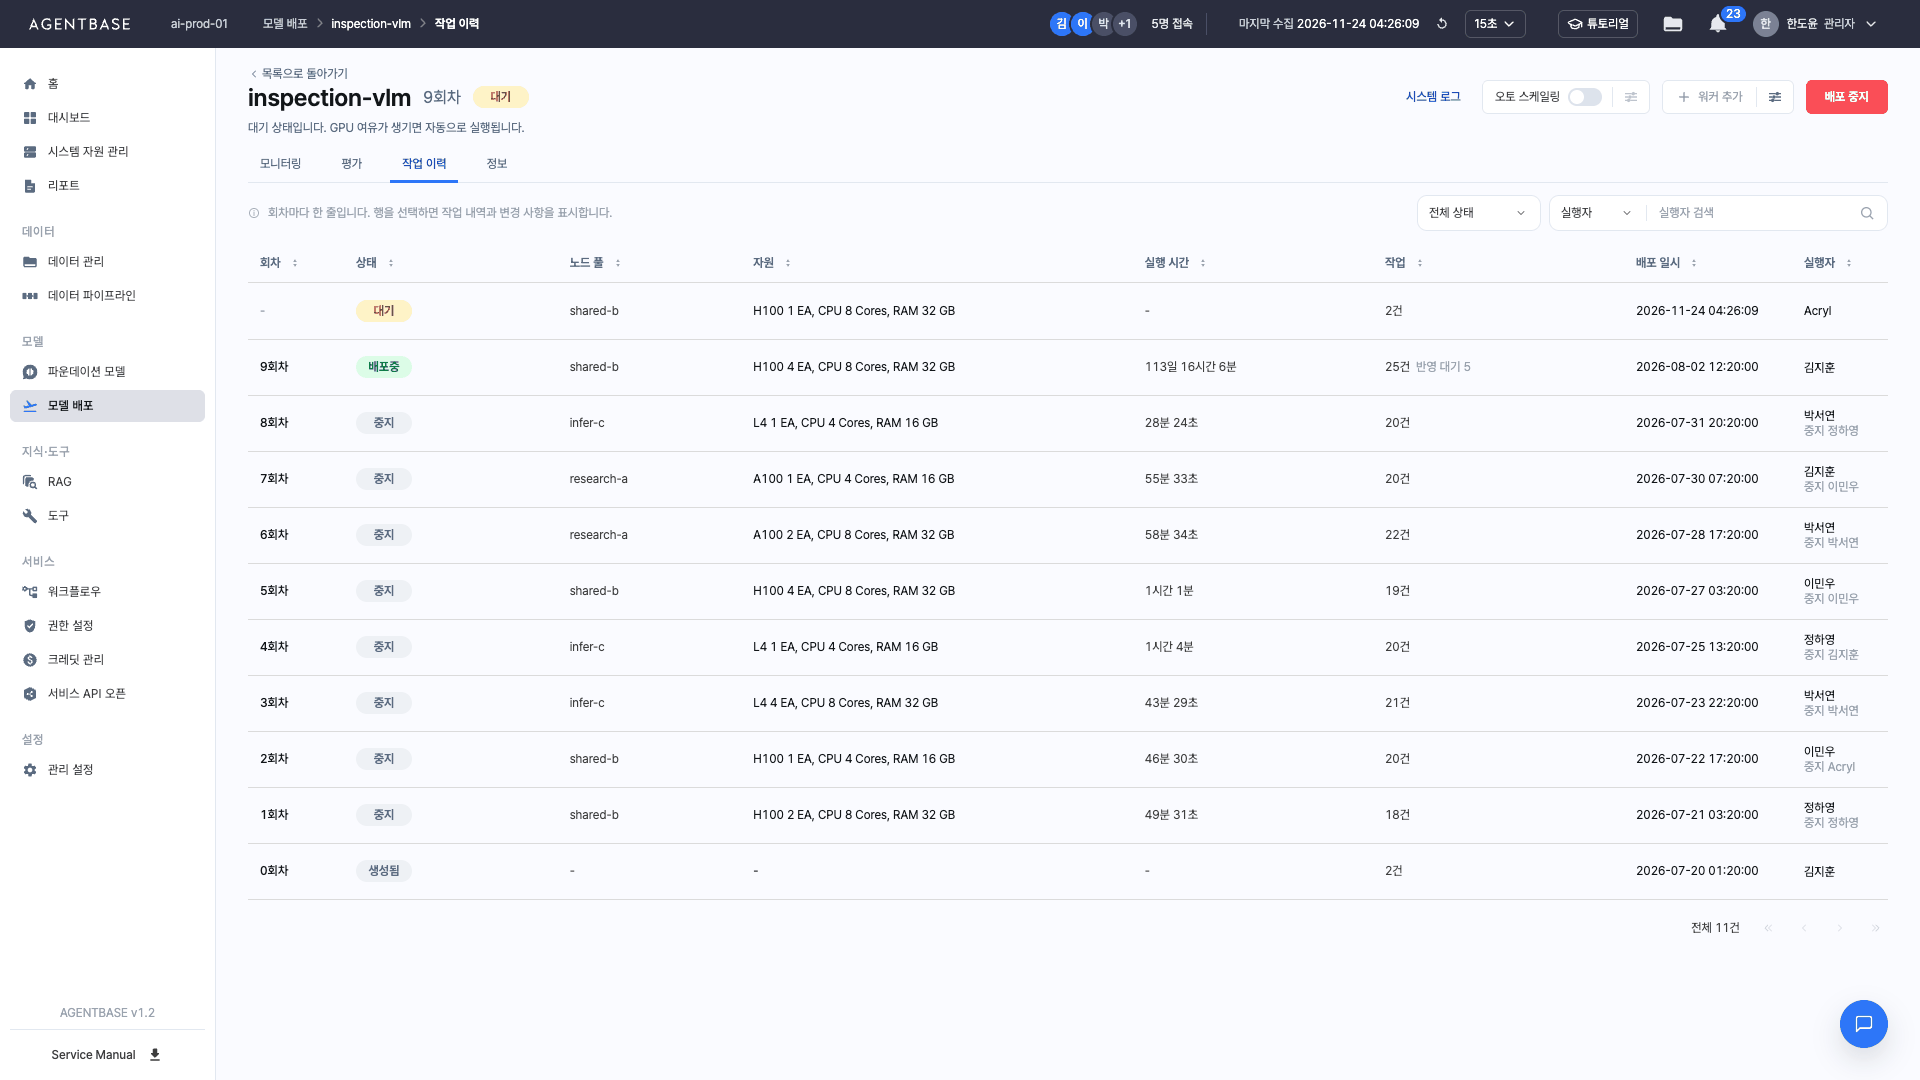 AGENTBASE
ai-prod-01
모델 배포 > inspection-vlm > 작업 이력
김 이 박 +1 5명 접속
마지막 수집 2026-11-24 04:26:09
15초
튜토리얼
23
한 한도윤 관리자
홈
대시보드
시스템 자원 관리
리포트
데이터
데이터 관리
데이터 파이프라인
모델
파운데이션 모델
모델 배포
지식·도구
RAG
도구
서비스
워크플로우
권한 설정
크레딧 관리
서비스 API 오픈
설정
관리 설정
AGENTBASE v1.2
Service Manual
목록으로 돌아가기
inspection-vlm 9회차 대기
대기 상태입니다. GPU 여유가 생기면 자동으로 실행됩니다.
시스템 로그
오토 스케일링
워커 추가
배포 중지
모니터링 평가 작업 이력 정보
회차마다 한 줄입니다. 행을 선택하면 작업 내역과 변경 사항을 표시합니다.
전체 상태
실행자
실행자 검색
회차 상태 노드 풀 자원 실행 시간 작업 배포 일시 실행자
- 대기 shared-b H100 1 EA, CPU 8 Cores, RAM 32 GB - 2건 2026-11-24 04:26:09 Acryl
9회차 배포중 shared-b H100 4 EA, CPU 8 Cores, RAM 32 GB 113일 16시간 6분 25건 반영 대기 5 2026-08-02 12:20:00 김지훈
8회차 중지 infer-c L4 1 EA, CPU 4 Cores, RAM 16 GB 28분 24초 20건 2026-07-31 20:20:00 박서연
중지 정하영
7회차 중지 research-a A100 1 EA, CPU 4 Cores, RAM 16 GB 55분 33초 20건 2026-07-30 07:20:00 김지훈
중지 이민우
6회차 중지 research-a A100 2 EA, CPU 8 Cores, RAM 32 GB 58분 34초 22건 2026-07-28 17:20:00 박서연
중지 박서연
5회차 중지 shared-b H100 4 EA, CPU 8 Cores, RAM 32 GB 1시간 1분 19건 2026-07-27 03:20:00 이민우
중지 이민우
4회차 중지 infer-c L4 1 EA, CPU 4 Cores, RAM 16 GB 1시간 4분 20건 2026-07-25 13:20:00 정하영
중지 김지훈
3회차 중지 infer-c L4 4 EA, CPU 8 Cores, RAM 32 GB 43분 29초 21건 2026-07-23 22:20:00 박서연
중지 박서연
2회차 중지 shared-b H100 1 EA, CPU 4 Cores, RAM 16 GB 46분 30초 20건 2026-07-22 17:20:00 이민우
중지 Acryl
1회차 중지 shared-b H100 2 EA, CPU 8 Cores, RAM 32 GB 49분 31초 18건 2026-07-21 03:20:00 정하영
중지 정하영
0회차 생성됨 - - - 2건 2026-07-20 01:20:00 김지훈
전체 11건